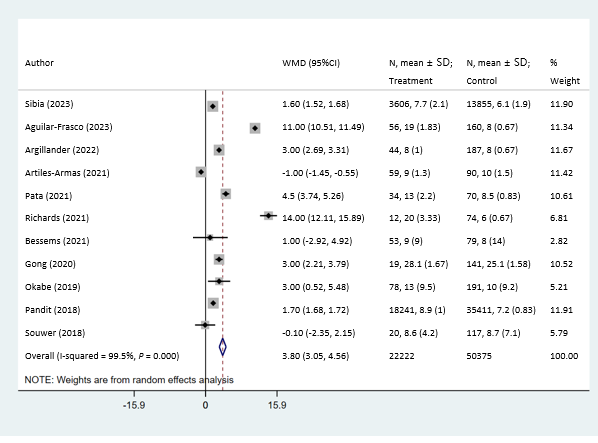 Author WMD (95%CI) N, mean ± SD; Treatment N, mean ± SD; Control % Weight
Sibia (2023) 1.60 (1.52, 1.68) 3606, 7.7 (2.1) 13855, 6.1 (1.9) 11.90
Aguilar-Frasco (2023) 11.00 (10.51, 11.49) 56, 19 (1.83) 160, 8 (0.67) 11.34
Argillander (2022) 3.00 (2.69, 3.31) 44, 8 (1) 187, 8 (0.67) 11.67
Artiles-Armas (2021) -1.00 (-1.45, -0.55) 59, 9 (1.3) 90, 10 (1.5) 11.42
Pata (2021) 4.5 (3.74, 5.26) 34, 13 (2.2) 70, 8.5 (0.83) 10.61
Richards (2021) 14.00 (12.11, 15.89) 12, 20 (3.33) 74, 6 (0.67) 6.81
Bessems (2021) 1.00 (-2.92, 4.92) 53, 9 (9) 79, 8 (14) 2.82
Gong (2020) 3.00 (2.21, 3.79) 19, 28.1 (1.67) 141, 25.1 (1.58) 10.52
Okabe (2019) 3.00 (0.52, 5.48) 78, 13 (9.5) 191, 10 (9.2) 5.21
Pandit (2018) 1.70 (1.68, 1.72) 18241, 8.9 (1) 35411, 7.2 (0.83) 11.91
Souwer (2018) -0.10 (-2.35, 2.15) 20, 8.6 (4.2) 117, 8.7 (7.1) 5.79
Overall (I-squared = 99.5%, P = 0.000) 3.80 (3.05, 4.56) 22222 50375 100.00
NOTE: Weights are from random effects analysis
-15.9 0 15.9